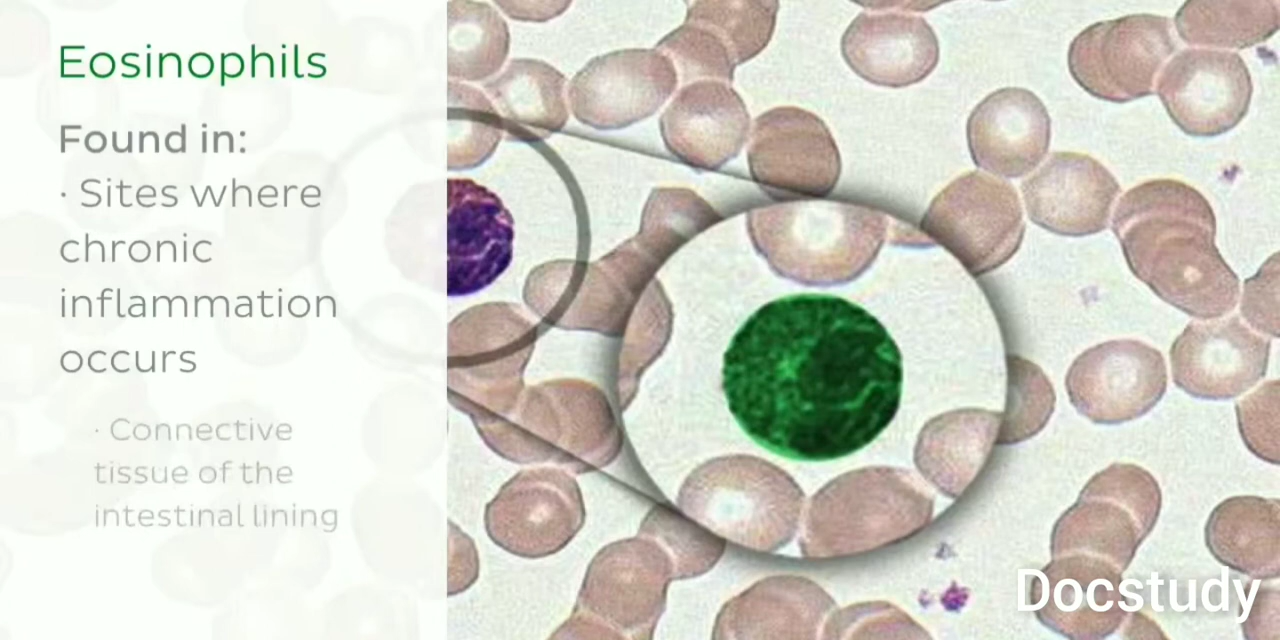 Eosinophils
Found in:
· Sites where
chronic
inflammation
occurs
· Connective
tissue of the
intestinal lining
Docstudy